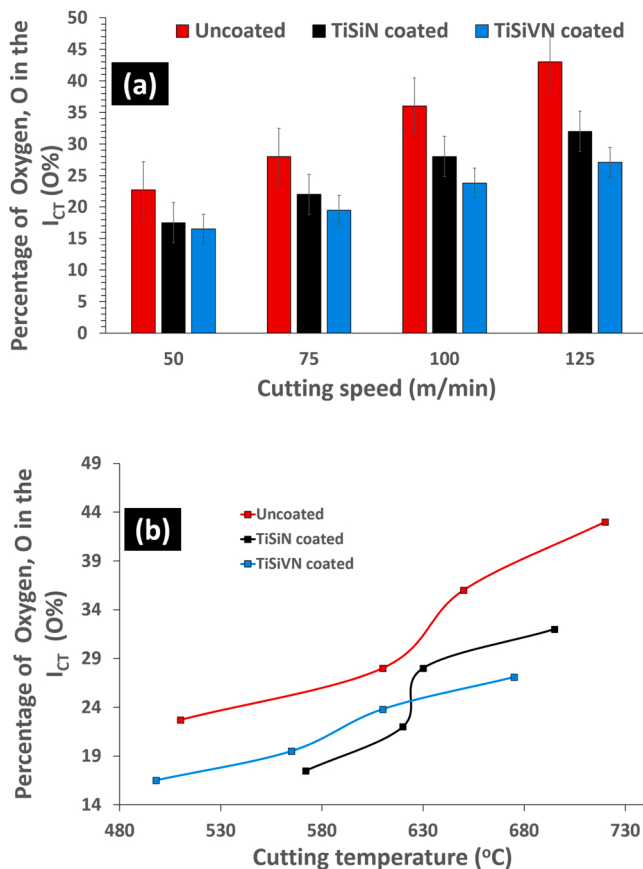 50
45
40
35
30
25
20
15
10
5
0
Percentage of Oxygen, O in the
I_CT (O%)
(a)
Uncoated TiSiN coated TiSiVN coated
50 75 100 125
Cutting speed (m/min)
49
44
39
34
29
24
19
14
Percentage of Oxygen, O in the
I_CT (O%)
(b)
Uncoated
TiSiN coated
TiSiVN coated
480 530 580 630 680 730
Cutting temperature (ºC)